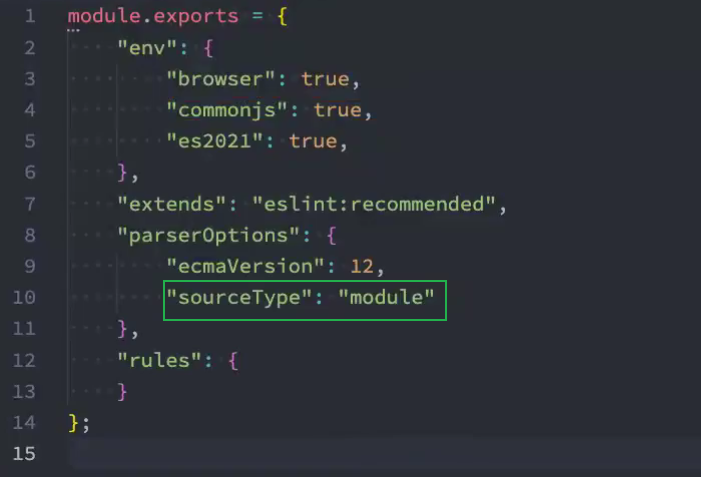 1 module.exports = {
2     "env": {
3         "browser": true,
4         "commonjs": true,
5         "es2021": true,
6     },
7     "extends": "eslint:recommended",
8     "parserOptions": {
9         "ecmaVersion": 12,
10         "sourceType": "module"
11     },
12     "rules": {
13     }
14 };
15